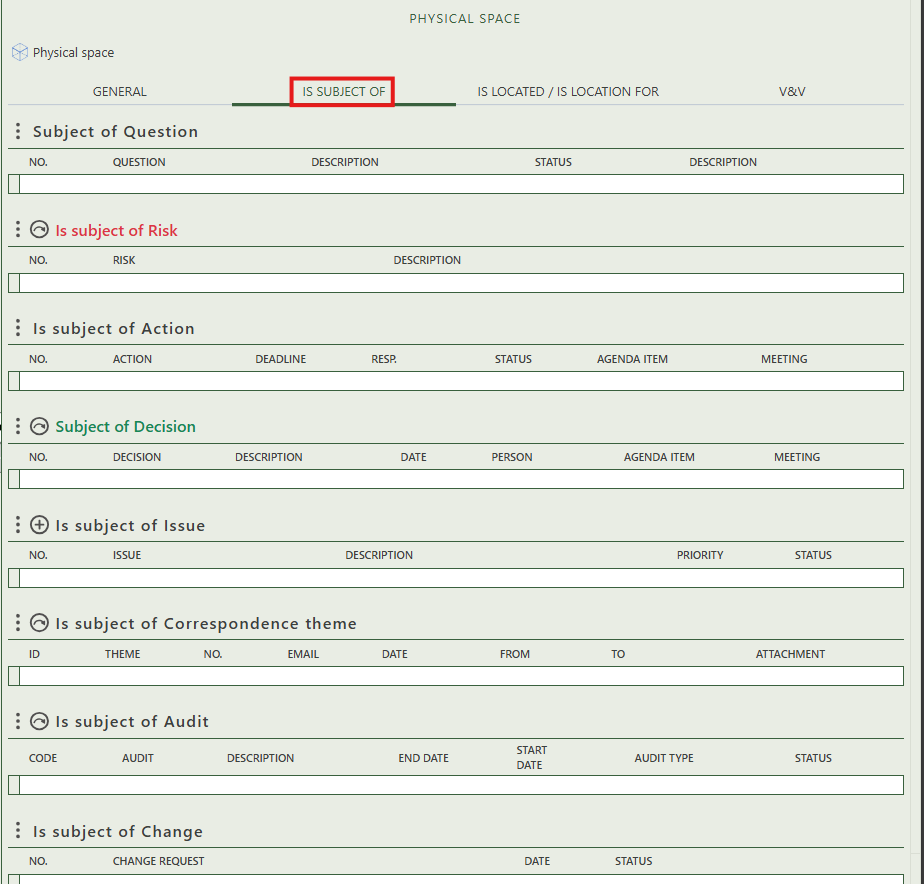 PHYSICAL SPACE
Physical space
GENERAL IS SUBJECT OF IS LOCATED / IS LOCATION FOR V&V
Subject of Question
NO. QUESTION DESCRIPTION STATUS DESCRIPTION
Is subject of Risk
NO. RISK DESCRIPTION
Is subject of Action
NO. ACTION DEADLINE RESP. STATUS AGENDA ITEM MEETING
Subject of Decision
NO. DECISION DESCRIPTION DATE PERSON AGENDA ITEM MEETING
Is subject of Issue
NO. ISSUE DESCRIPTION PRIORITY STATUS
Is subject of Correspondence theme
ID THEME NO. EMAIL DATE FROM TO ATTACHMENT
Is subject of Audit
CODE AUDIT DESCRIPTION END DATE START DATE AUDIT TYPE STATUS
Is subject of Change
NO. CHANGE REQUEST DATE STATUS